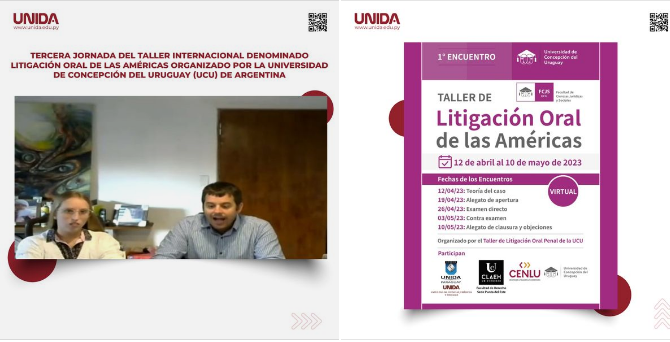 UNIDA
www.unida.edu.py
TERCERA JORNADA DEL TALLER INTERNACIONAL DENOMINADO
LITIGACIÓN ORAL DE LAS AMÉRICAS ORGANIZADO POR LA UNIVERSIDAD
DE CONCEPCIÓN DEL URUGUAY (UCU) DE ARGENTINA
UNIDA
www.unida.edu.py
1° ENCUENTRO
Universidad de
Concepción del
Uruguay
FCJS
Facultad de
Ciencias Jurídicas
y Sociales
TALLER DE
Litigación Oral
de las Américas
12 de abril al 10 de mayo de 2023
Fechas de los Encuentros
12/04/23: Teoría del caso
19/04/23: Alegato de apertura
26/04/23: Examen directo
03/05/23: Contra examen
10/05/23: Alegato de clausura y objeciones
VIRTUAL
Organizado por el Taller de Litigación Oral Penal de la UCU
Participan
UNIDA
CLAEH
Facultad de Derecho
CENLU
Universidad de
Concepción del
Uruguay